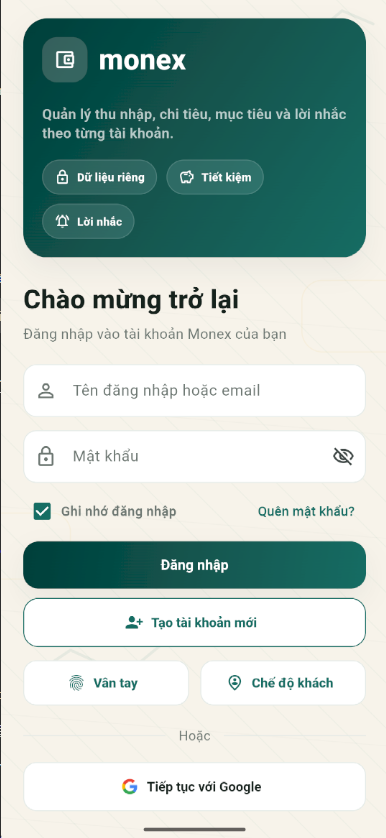 monex
Quản lý thu nhập, chi tiêu, mục tiêu và lời nhắc
theo từng tài khoản.
Dữ liệu riêng
Tiết kiệm
Lời nhắc
Chào mừng trở lại
Đăng nhập vào tài khoản Monex của bạn
Tên đăng nhập hoặc email
Mật khẩu
Ghi nhớ đăng nhập
Quên mật khẩu?
Đăng nhập
Tạo tài khoản mới
Vân tay
Chế độ khách
Hoặc
Tiếp tục với Google